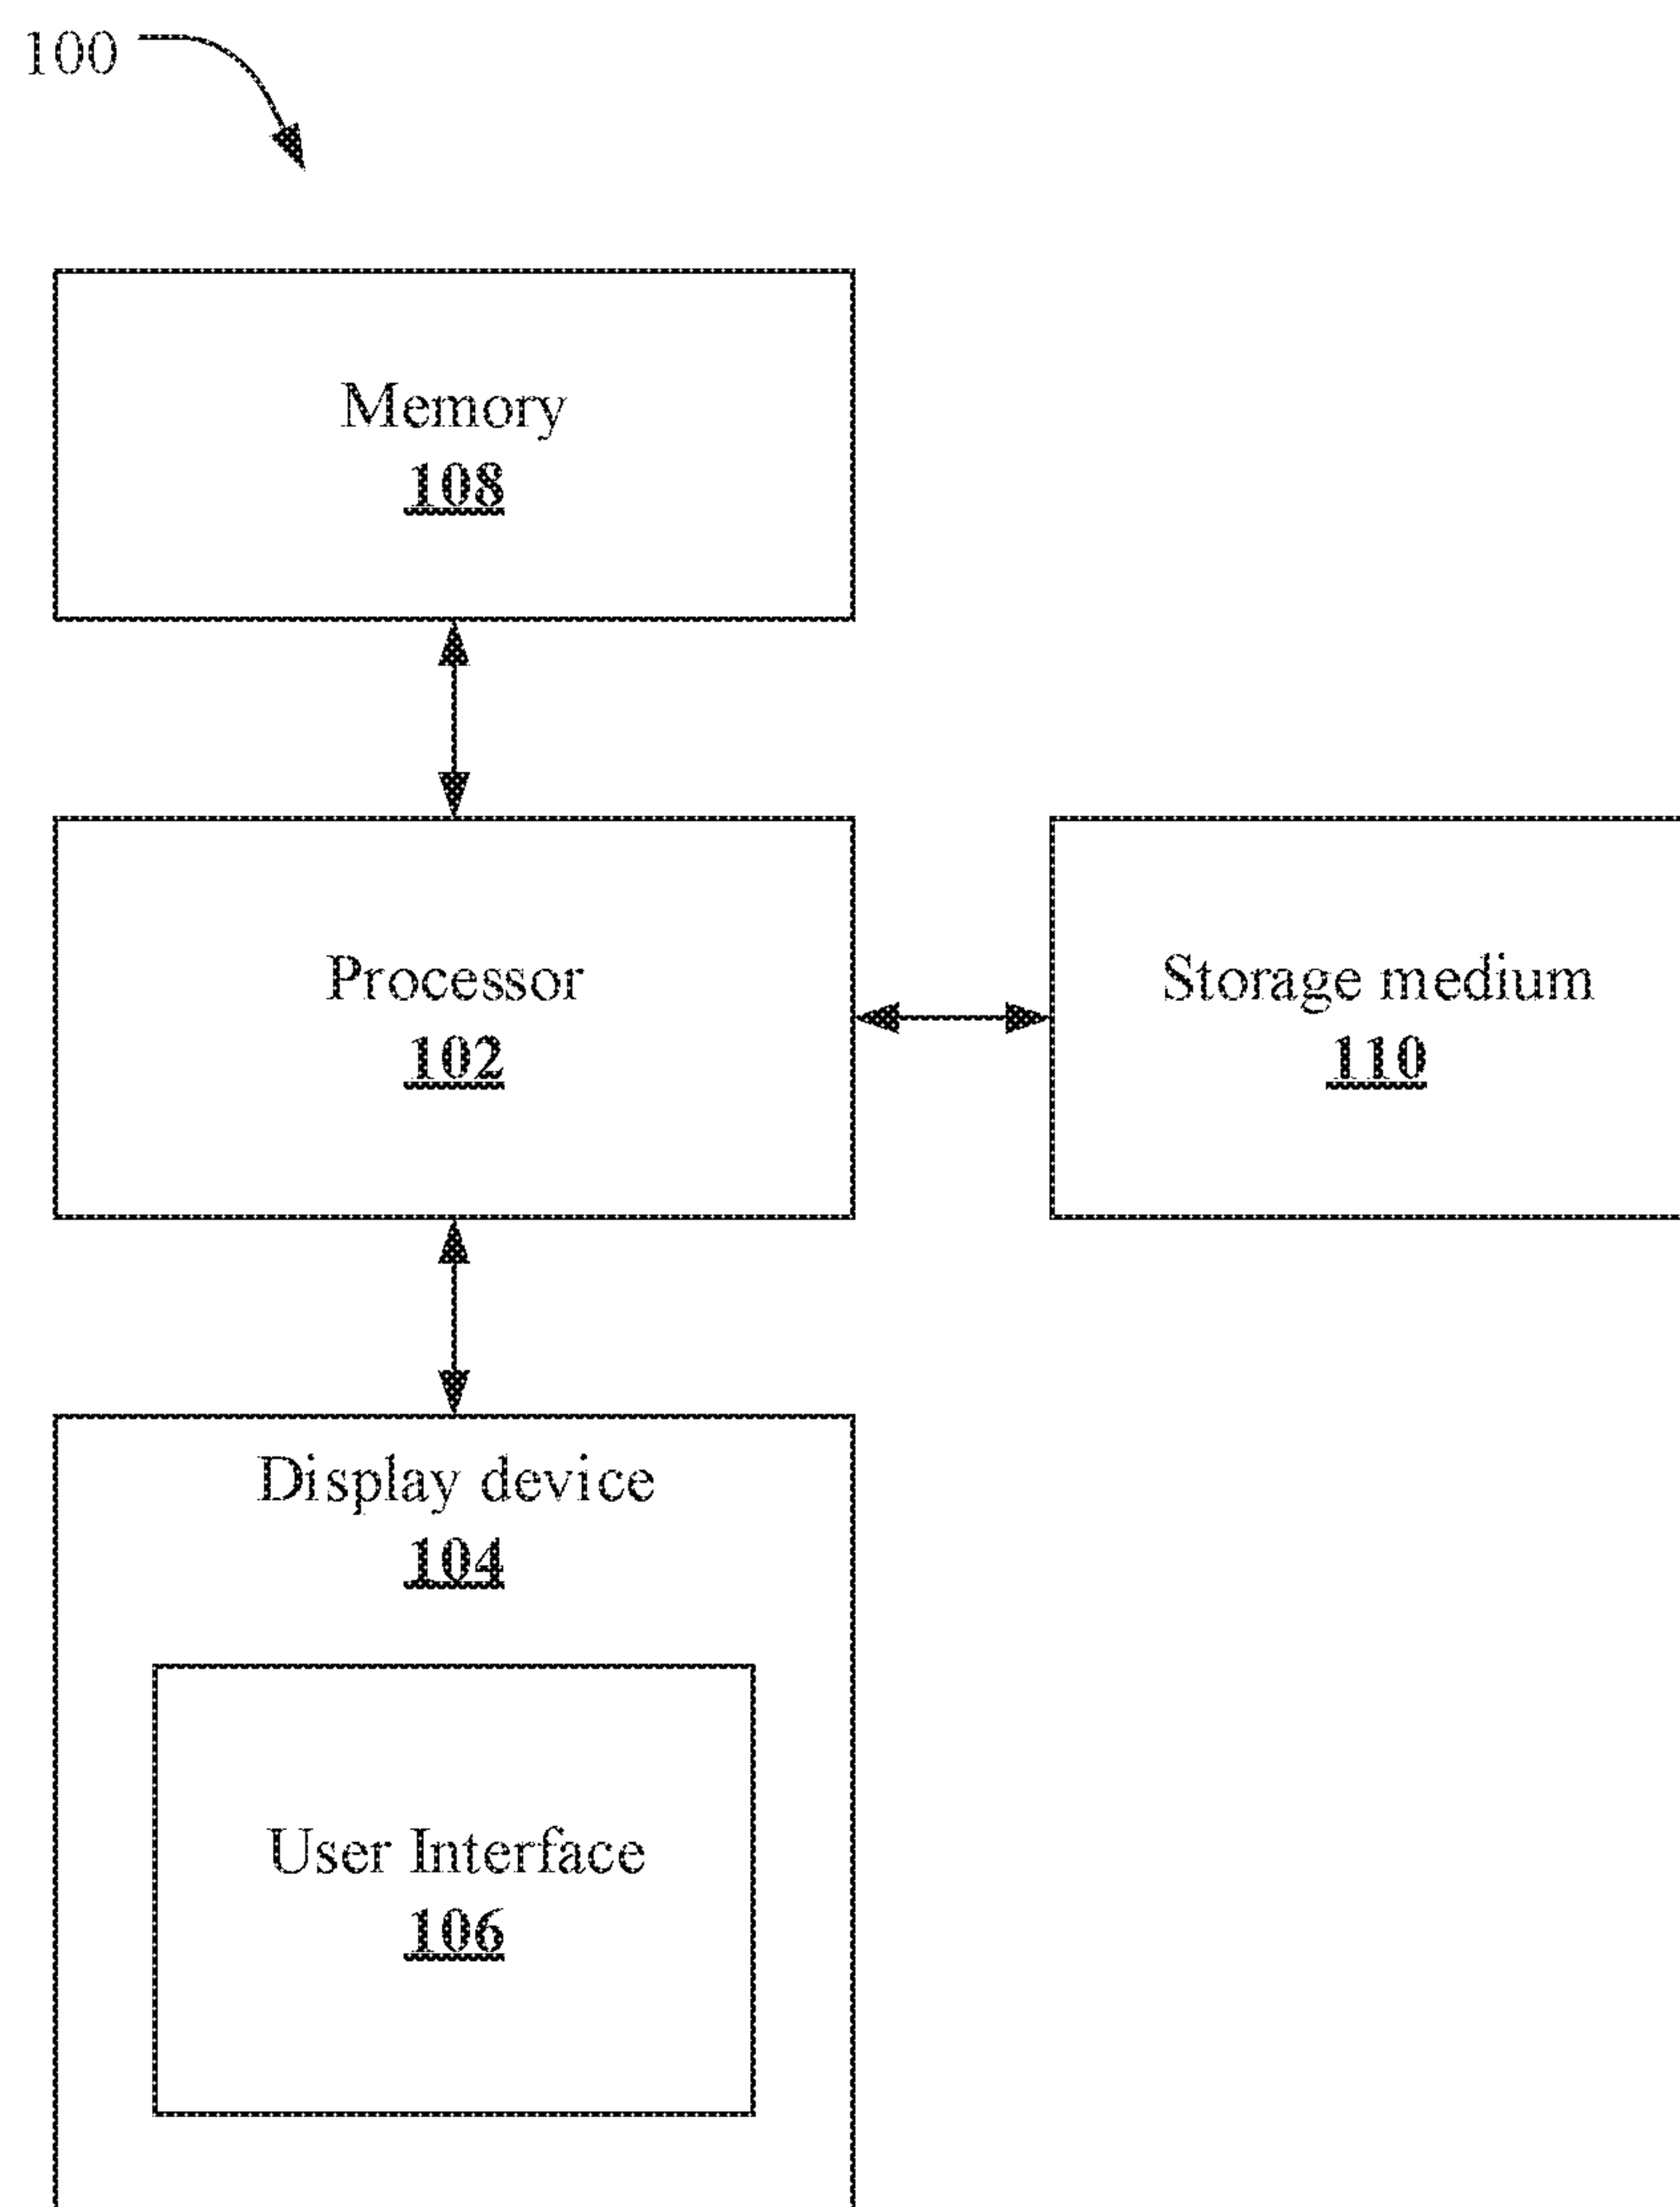 100
Memory
108
Processor
102
Storage medium
110
Display device
104
User Interface
106